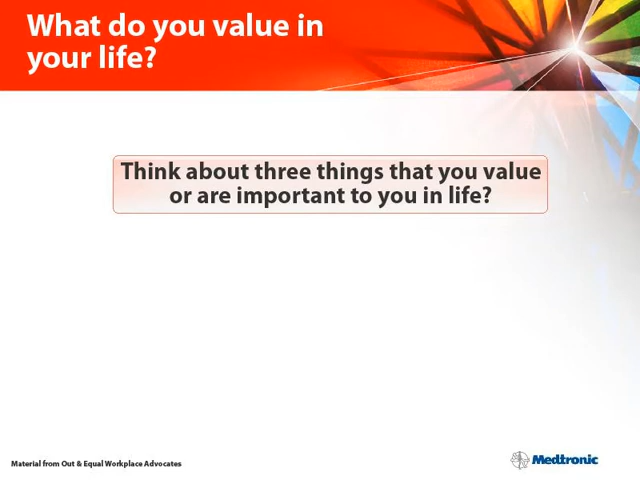 What do you value in
your life?
Think about three things that you value
or are important to you in life?
Material from Out & Equal Workplace Advocates
Medtronic